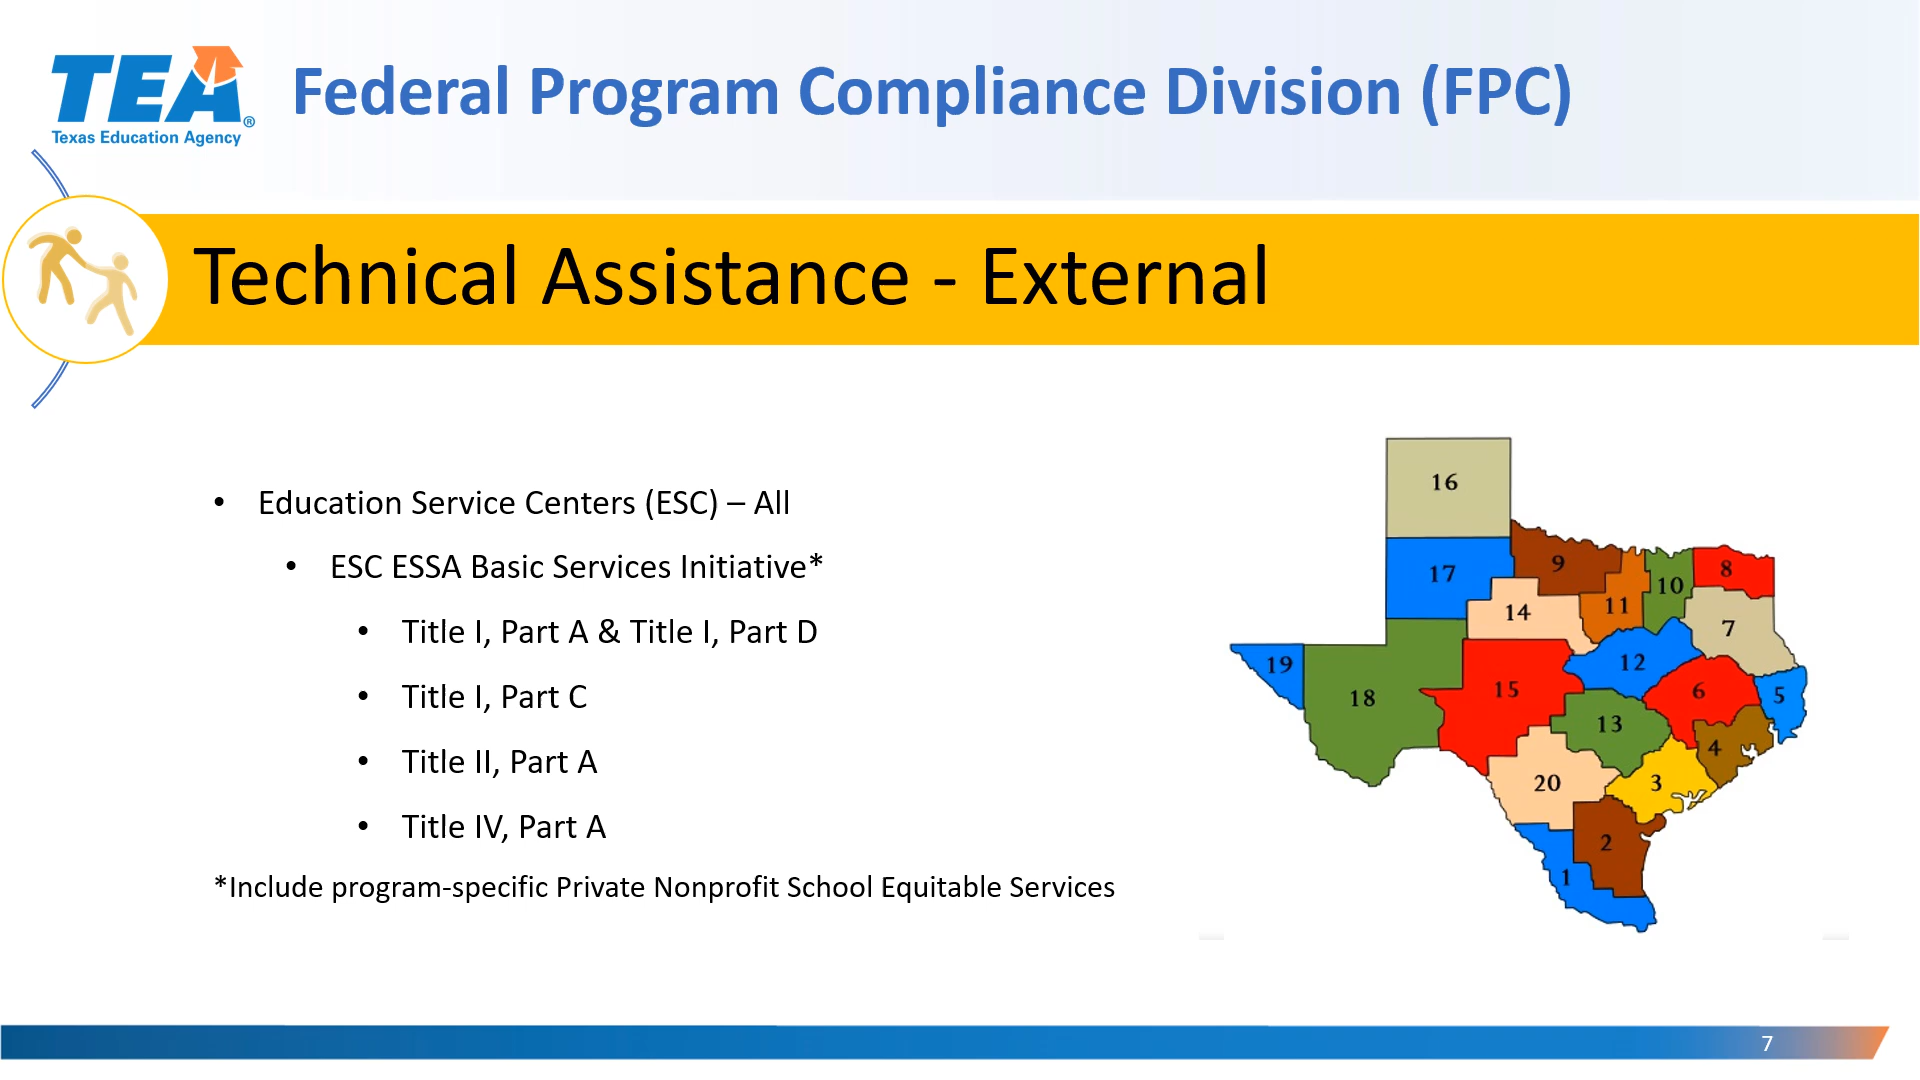 TEA®
Texas Education Agency
Federal Program Compliance Division (FPC)
Technical Assistance - External
• Education Service Centers (ESC) – All
• ESC ESSA Basic Services Initiative*
• Title I, Part A & Title I, Part D
• Title I, Part C
• Title II, Part A
• Title IV, Part A
*Include program-specific Private Nonprofit School Equitable Services
16
17
9
14
11
10
8
7
19
18
15
12
6
5
13
4
20
3
2
1
7